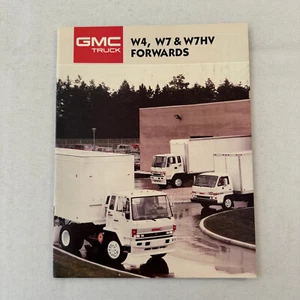 GMC
TRUCK
W4, W7 & W7HV
FORWARDS